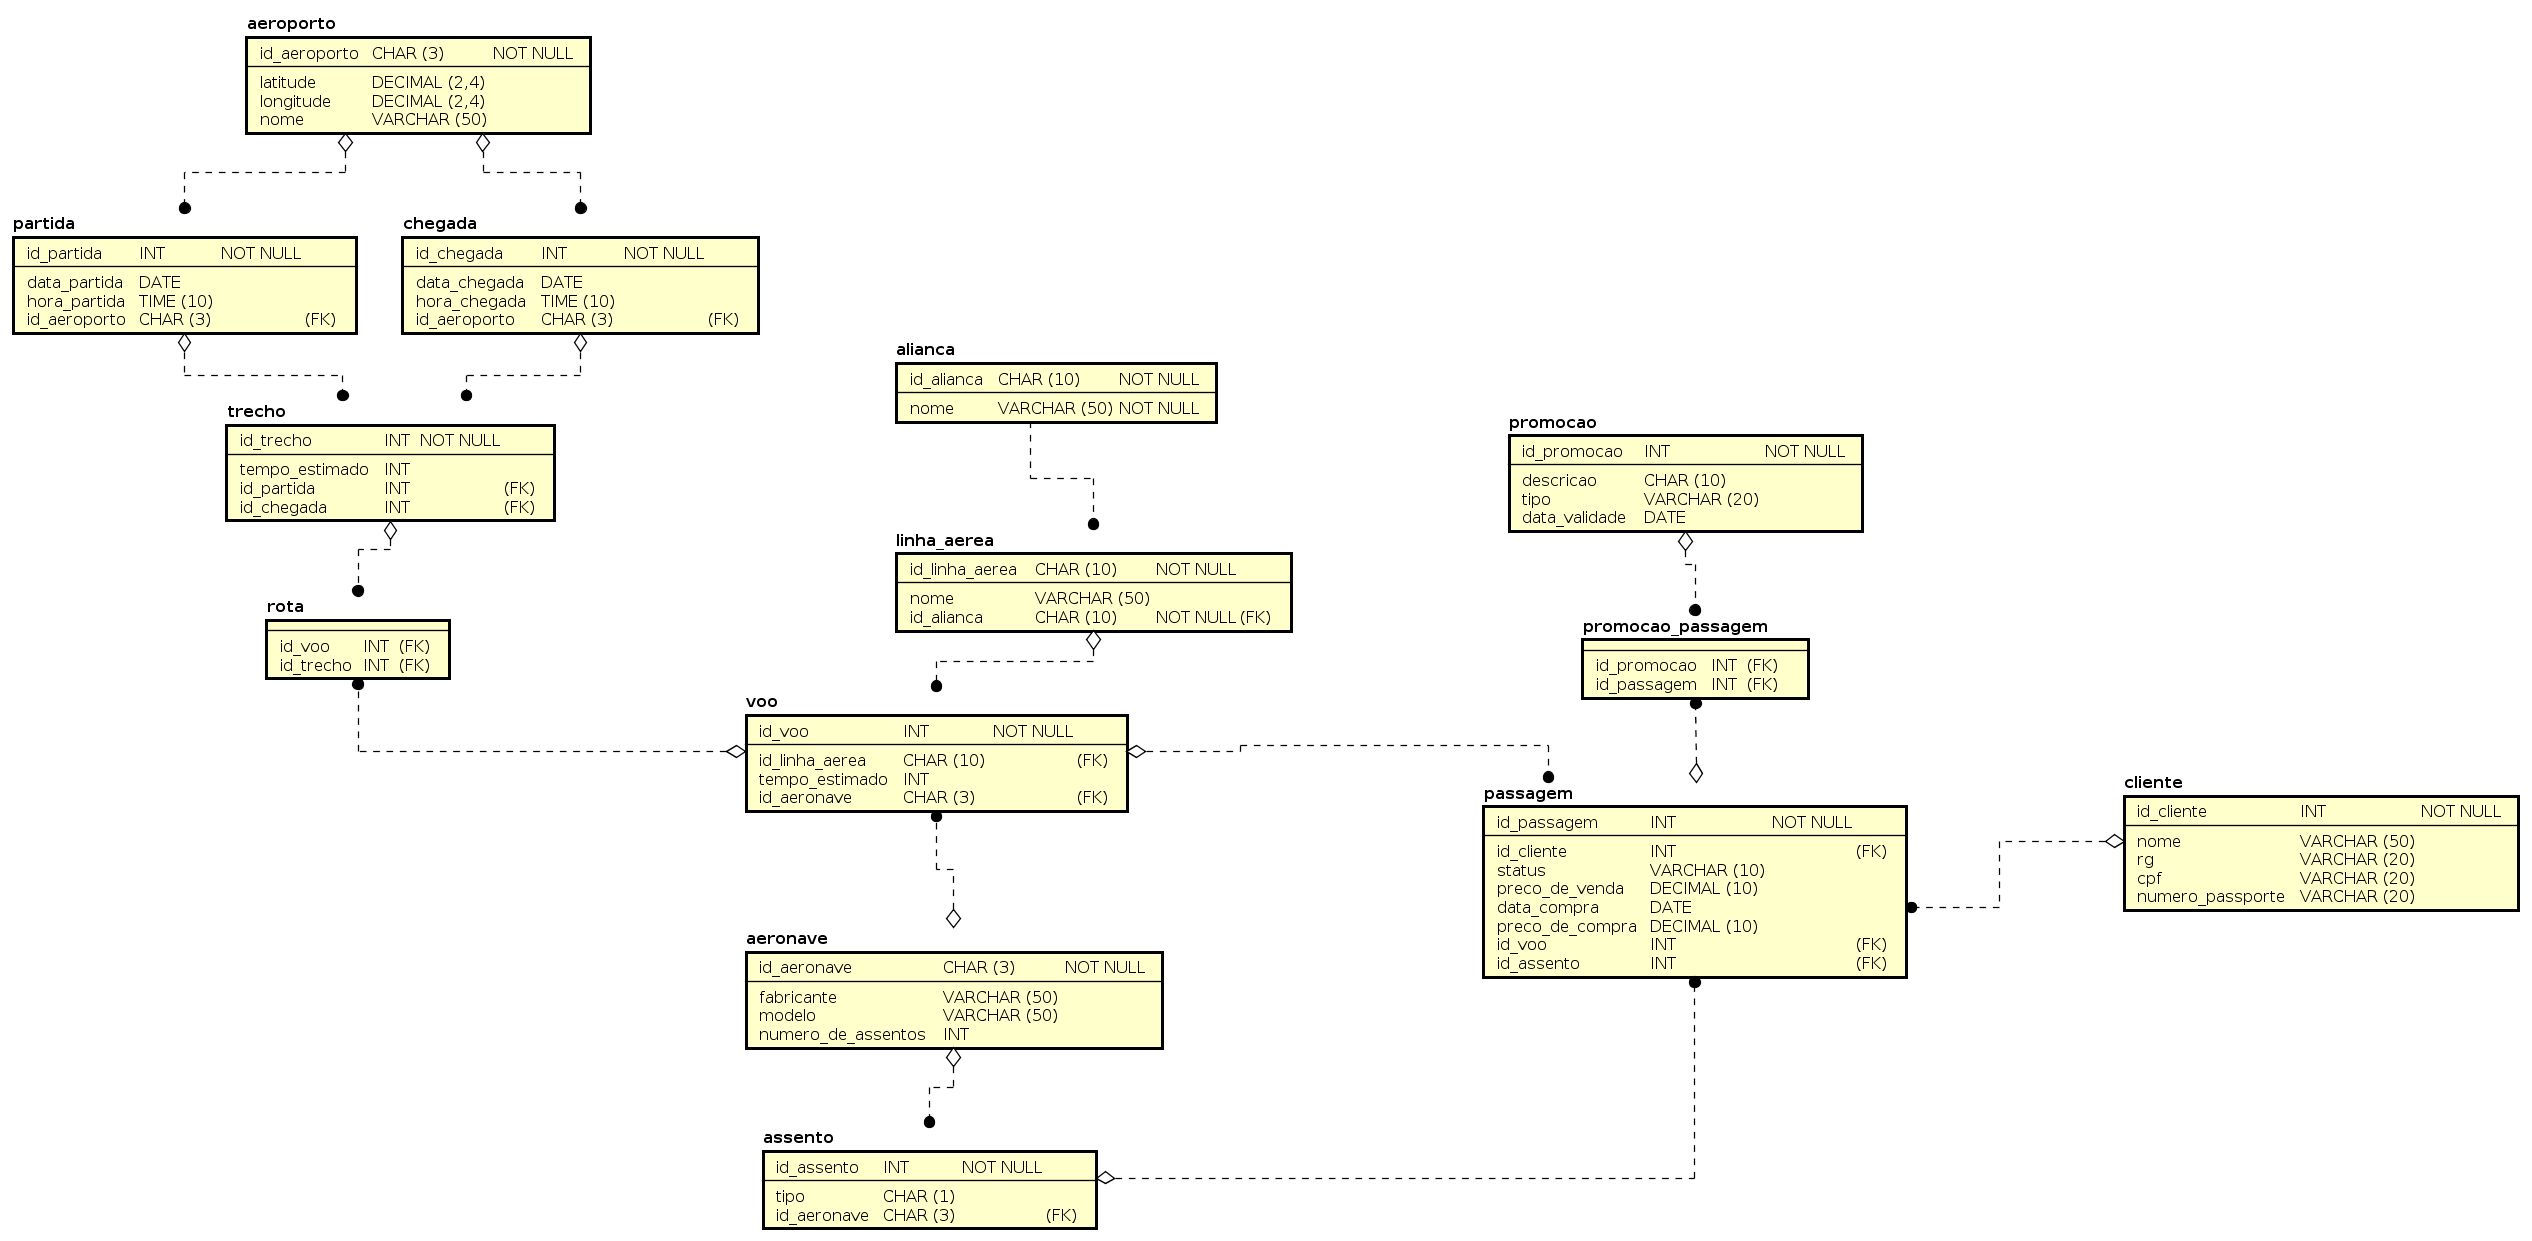 aeroporto
id_aeroporto CHAR (3) NOT NULL
latitude DECIMAL (2,4)
longitude DECIMAL (2,4)
nome VARCHAR (50)
partida
id_partida INT NOT NULL
data_partida DATE
hora_partida TIME (10)
id_aeroporto CHAR (3) (FK)
chegada
id_chegada INT NOT NULL
data_chegada DATE
hora_chegada TIME (10)
id_aeroporto CHAR (3) (FK)
trecho
id_trecho INT NOT NULL
tempo_estimado INT
id_partida INT (FK)
id_chegada INT (FK)
rota
id_voo INT (FK)
id_trecho INT (FK)
alianca
id_alianca CHAR (10) NOT NULL
nome VARCHAR (50) NOT NULL
linha_aerea
id_linha_aerea CHAR (10) NOT NULL
nome VARCHAR (50)
id_alianca CHAR (10) NOT NULL (FK)
voo
id_voo INT NOT NULL
id_linha_aerea CHAR (10) (FK)
tempo_estimado INT
id_aeronave CHAR (3) (FK)
aeronave
id_aeronave CHAR (3) NOT NULL
fabricante VARCHAR (50)
modelo VARCHAR (50)
numero_de_assentos INT
assento
id_assento INT NOT NULL
tipo CHAR (1)
id_aeronave CHAR (3) (FK)
promocao
id_promocao INT NOT NULL
descricao CHAR (10)
tipo VARCHAR (20)
data_validade DATE
promocao_passagem
id_promocao INT (FK)
id_passagem INT (FK)
passagem
id_passagem INT NOT NULL
id_cliente INT (FK)
status VARCHAR (10)
preco_de_venda DECIMAL (10)
data_compra DATE
preco_de_compra DECIMAL (10)
id_voo INT (FK)
id_assento INT (FK)
cliente
id_cliente INT NOT NULL
nome VARCHAR (50)
rg VARCHAR (20)
cpf VARCHAR (20)
numero_passporte VARCHAR (20)